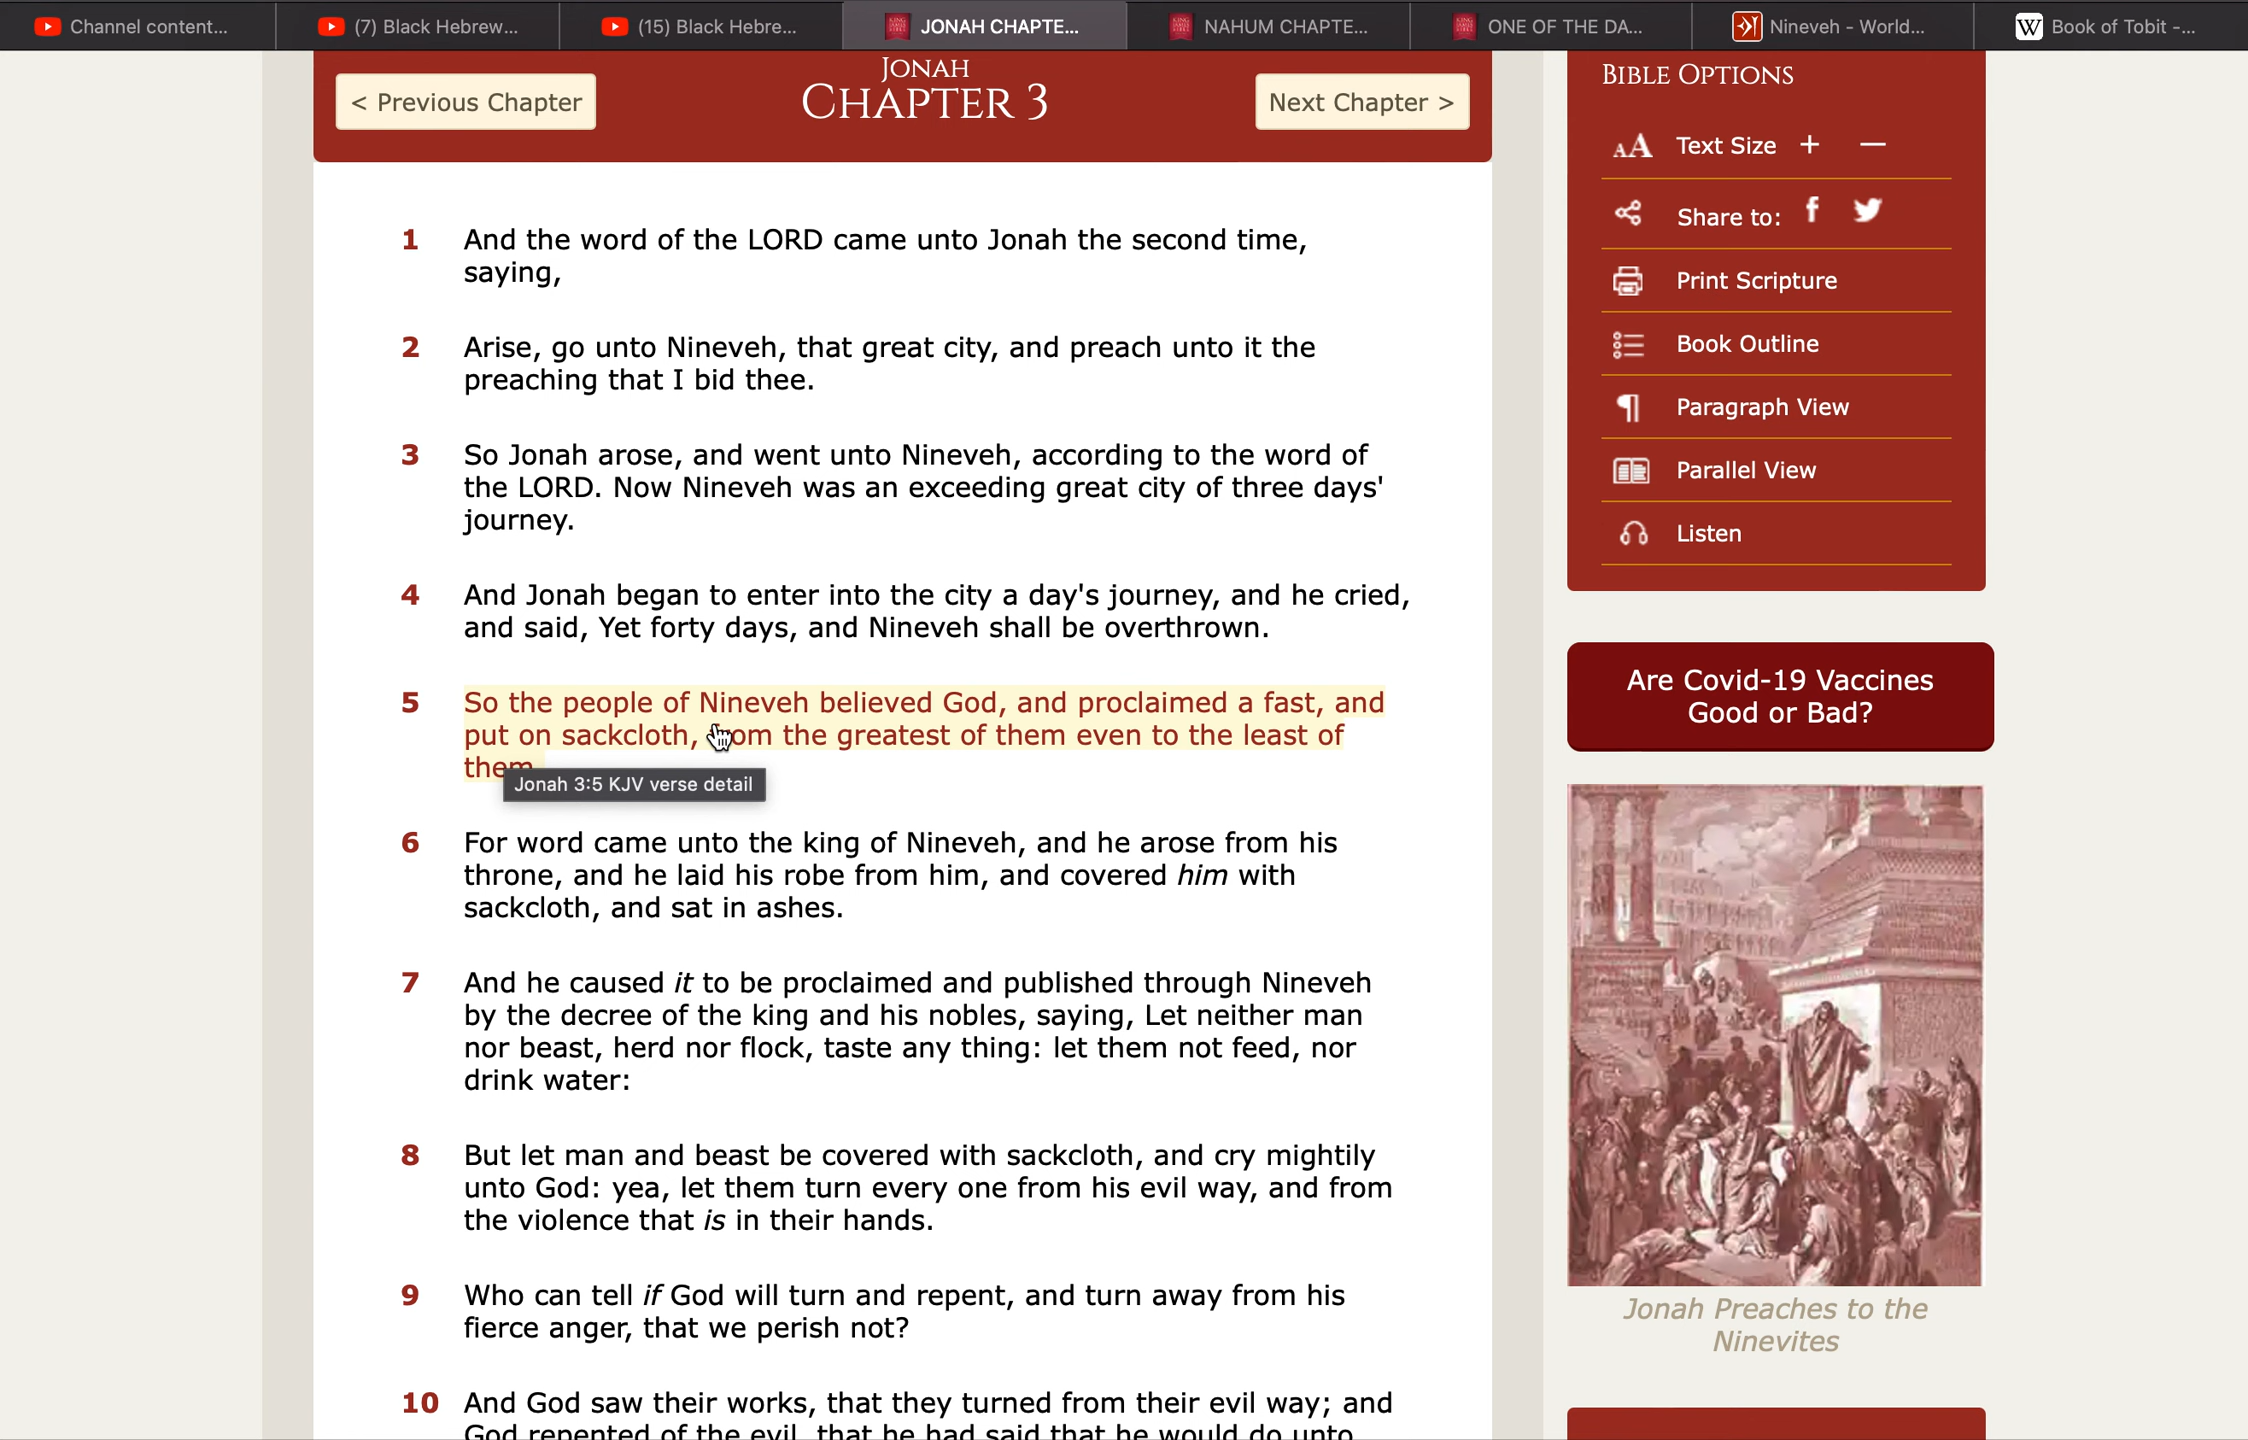 Channel content...
(7) Black Hebrew...
(15) Black Hebre...
JONAH CHAPTE...
NAHUM CHAPTE...
ONE OF THE DA...
Nineveh - World...
W Book of Tobit -...
< Previous Chapter
JONAH
CHAPTER 3
Next Chapter >
1 And the word of the LORD came unto Jonah the second time,
saying,
2 Arise, go unto Nineveh, that great city, and preach unto it the
preaching that I bid thee.
3 So Jonah arose, and went unto Nineveh, according to the word of
the LORD. Now Nineveh was an exceeding great city of three days'
journey.
4 And Jonah began to enter into the city a day's journey, and he cried,
and said, Yet forty days, and Nineveh shall be overthrown.
5 So the people of Nineveh believed God, and proclaimed a fast, and
put on sackcloth, from the greatest of them even to the least of
them
Jonah 3:5 KJV verse detail
6 For word came unto the king of Nineveh, and he arose from his
throne, and he laid his robe from him, and covered him with
sackcloth, and sat in ashes.
7 And he caused it to be proclaimed and published through Nineveh
by the decree of the king and his nobles, saying, Let neither man
nor beast, herd nor flock, taste any thing: let them not feed, nor
drink water:
8 But let man and beast be covered with sackcloth, and cry mightily
unto God: yea, let them turn every one from his evil way, and from
the violence that is in their hands.
9 Who can tell if God will turn and repent, and turn away from his
fierce anger, that we perish not?
10 And God saw their works, that they turned from their evil way; and
God repented of the evil, that he had said that he would do unto
BIBLE OPTIONS
AA Text Size + —
Share to: f
Print Scripture
Book Outline
¶ Paragraph View
Parallel View
Listen
Are Covid-19 Vaccines
Good or Bad?
Jonah Preaches to the
Ninevites